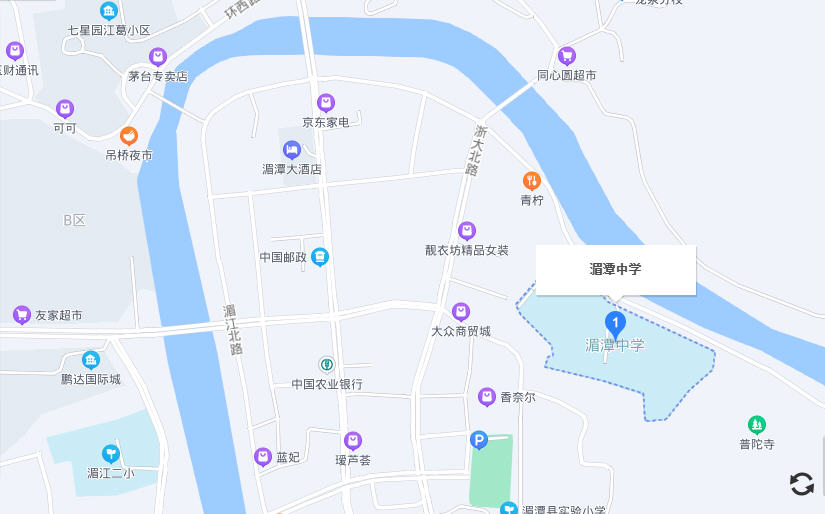 环西路
七星园江葛小区
茅台专卖店
同心圆超市
可可
京东家电
吊桥夜市
浙大北路
湄潭大酒店
青柠
B区
靓衣坊精品女装
中国邮政
湄潭中学
友家超市
湄江北路
大众商贸城
1
湄潭中学
鹏达国际城
中国农业银行
香奈尔
P
普陀寺
蓝妃
瑷芦荟
湄江二小
湄潭县实验小学